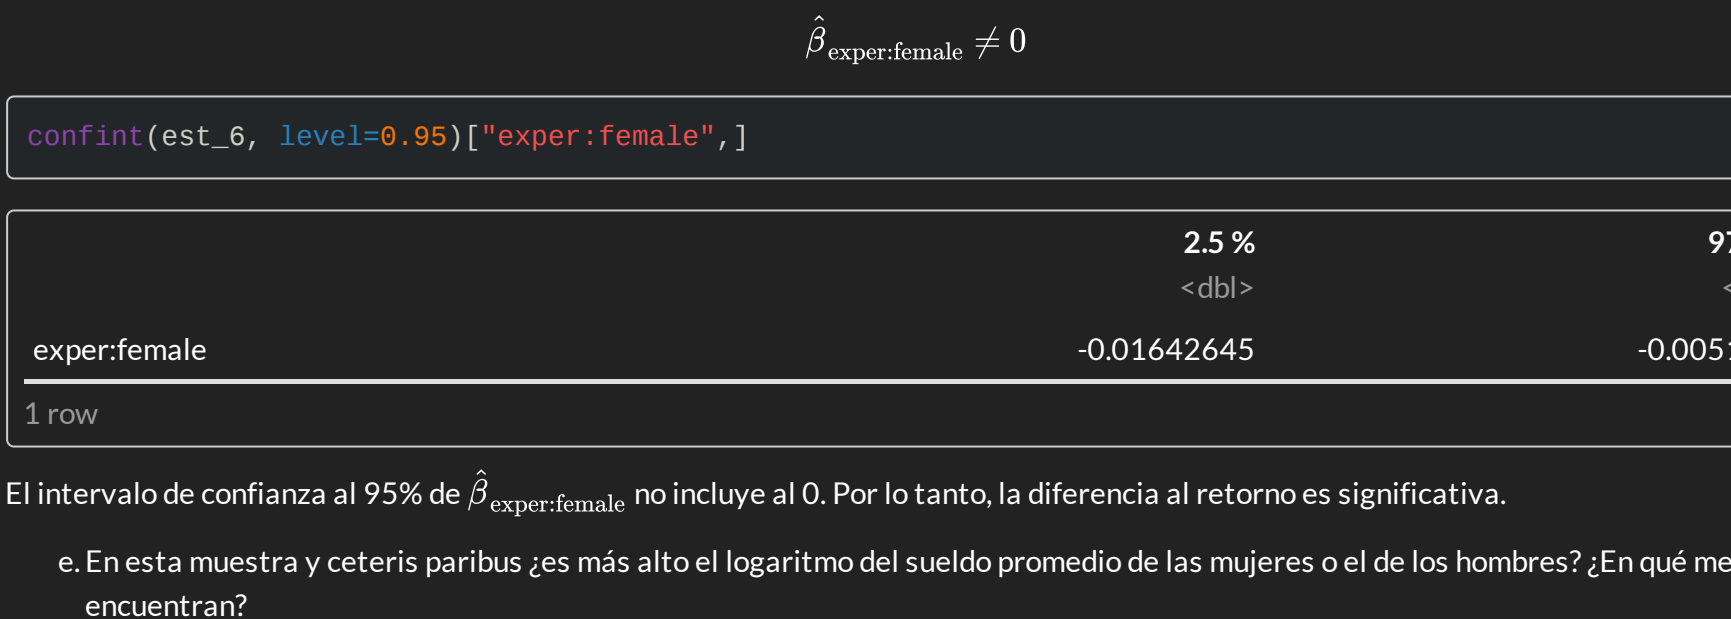 β̂exper:female ≠ 0
confint(est_6, level=0.95)["exper:female",]
2.5 %
<dbl>
exper:female -0.01642645
1 row
El intervalo de confianza al 95% de β̂exper:female no incluye al 0. Por lo tanto, la diferencia al retorno es significativa.
e. En esta muestra y ceteris paribus ¿es más alto el logaritmo del sueldo promedio de las mujeres o el de los hombres? ¿En qué
encuentran?